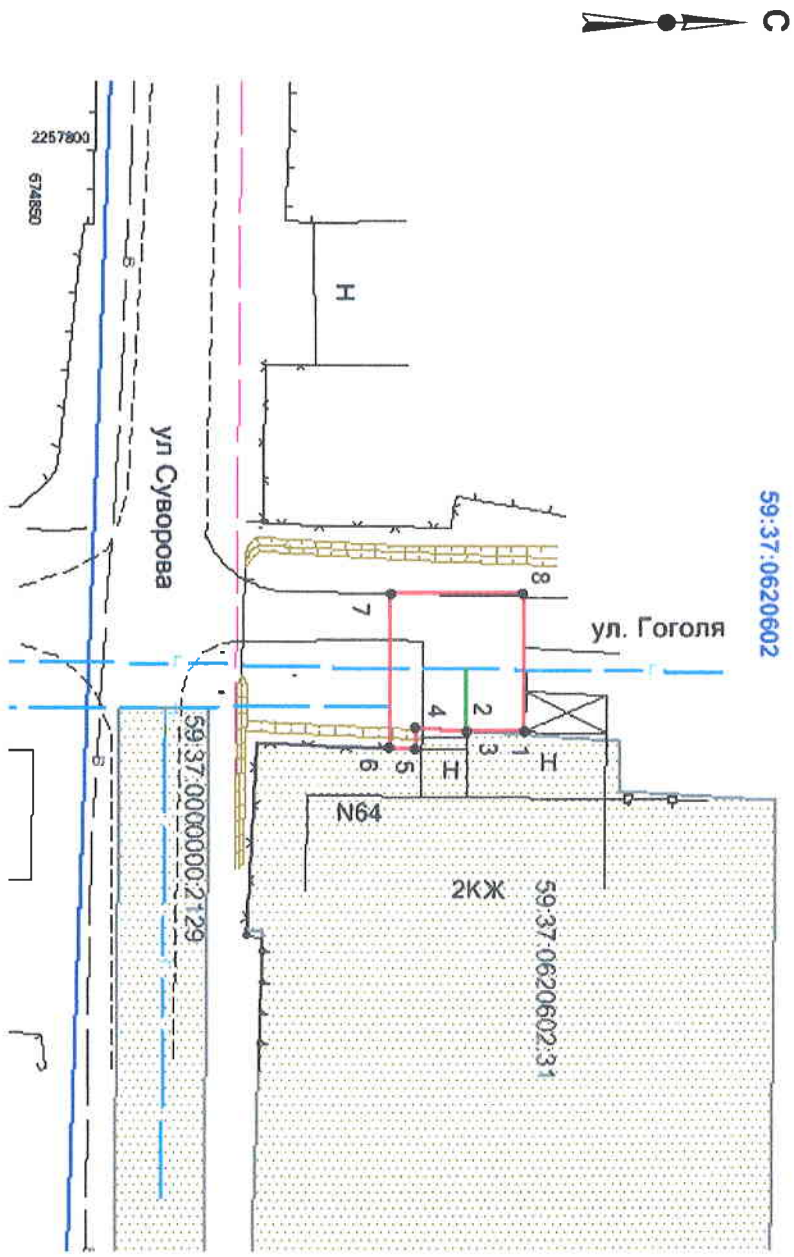 С
59:37:0620602
2257800
674850
Н
б
ул Суворова
ул. Гоголя
8
7
г
г
1
2
3
4
5
6
Н
Н
N64
2КЖ
59:37:0620602:31
59:37:0000000:2129
б